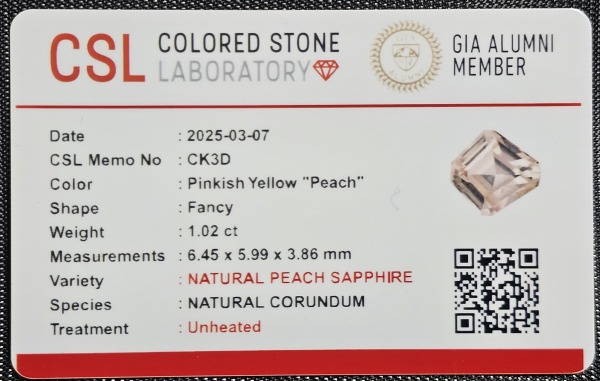 CSL COLORED STONE LABORATORY
GIA ALUMNI MEMBER
GIA
ALUMNI
Date : 2025-03-07
CSL Memo No : CK3D
Color : Pinkish Yellow "Peach"
Shape : Fancy
Weight : 1.02 ct
Measurements : 6.45 x 5.99 x 3.86 mm
Variety : NATURAL PEACH SAPPHIRE
Species : NATURAL CORUNDUM
Treatment : Unheated